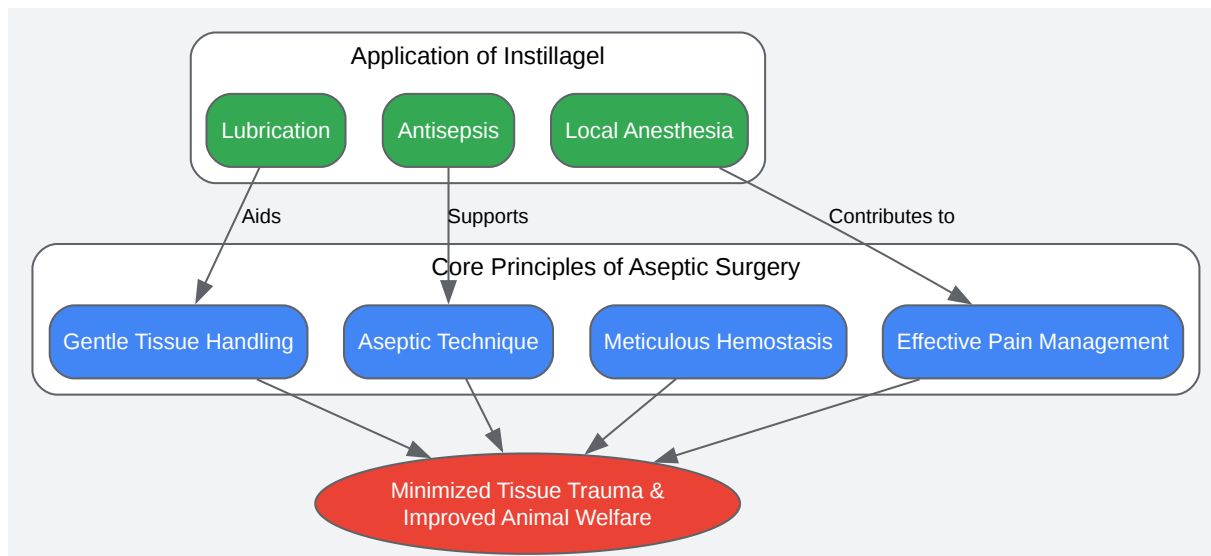 Application of Instillagel
Lubrication
Antisepsis
Local Anesthesia
Aids
Supports
Contributes to
Core Principles of Aseptic Surgery
Gentle Tissue Handling
Aseptic Technique
Meticulous Hemostasis
Effective Pain Management
Minimized Tissue Trauma &
Improved Animal Welfare